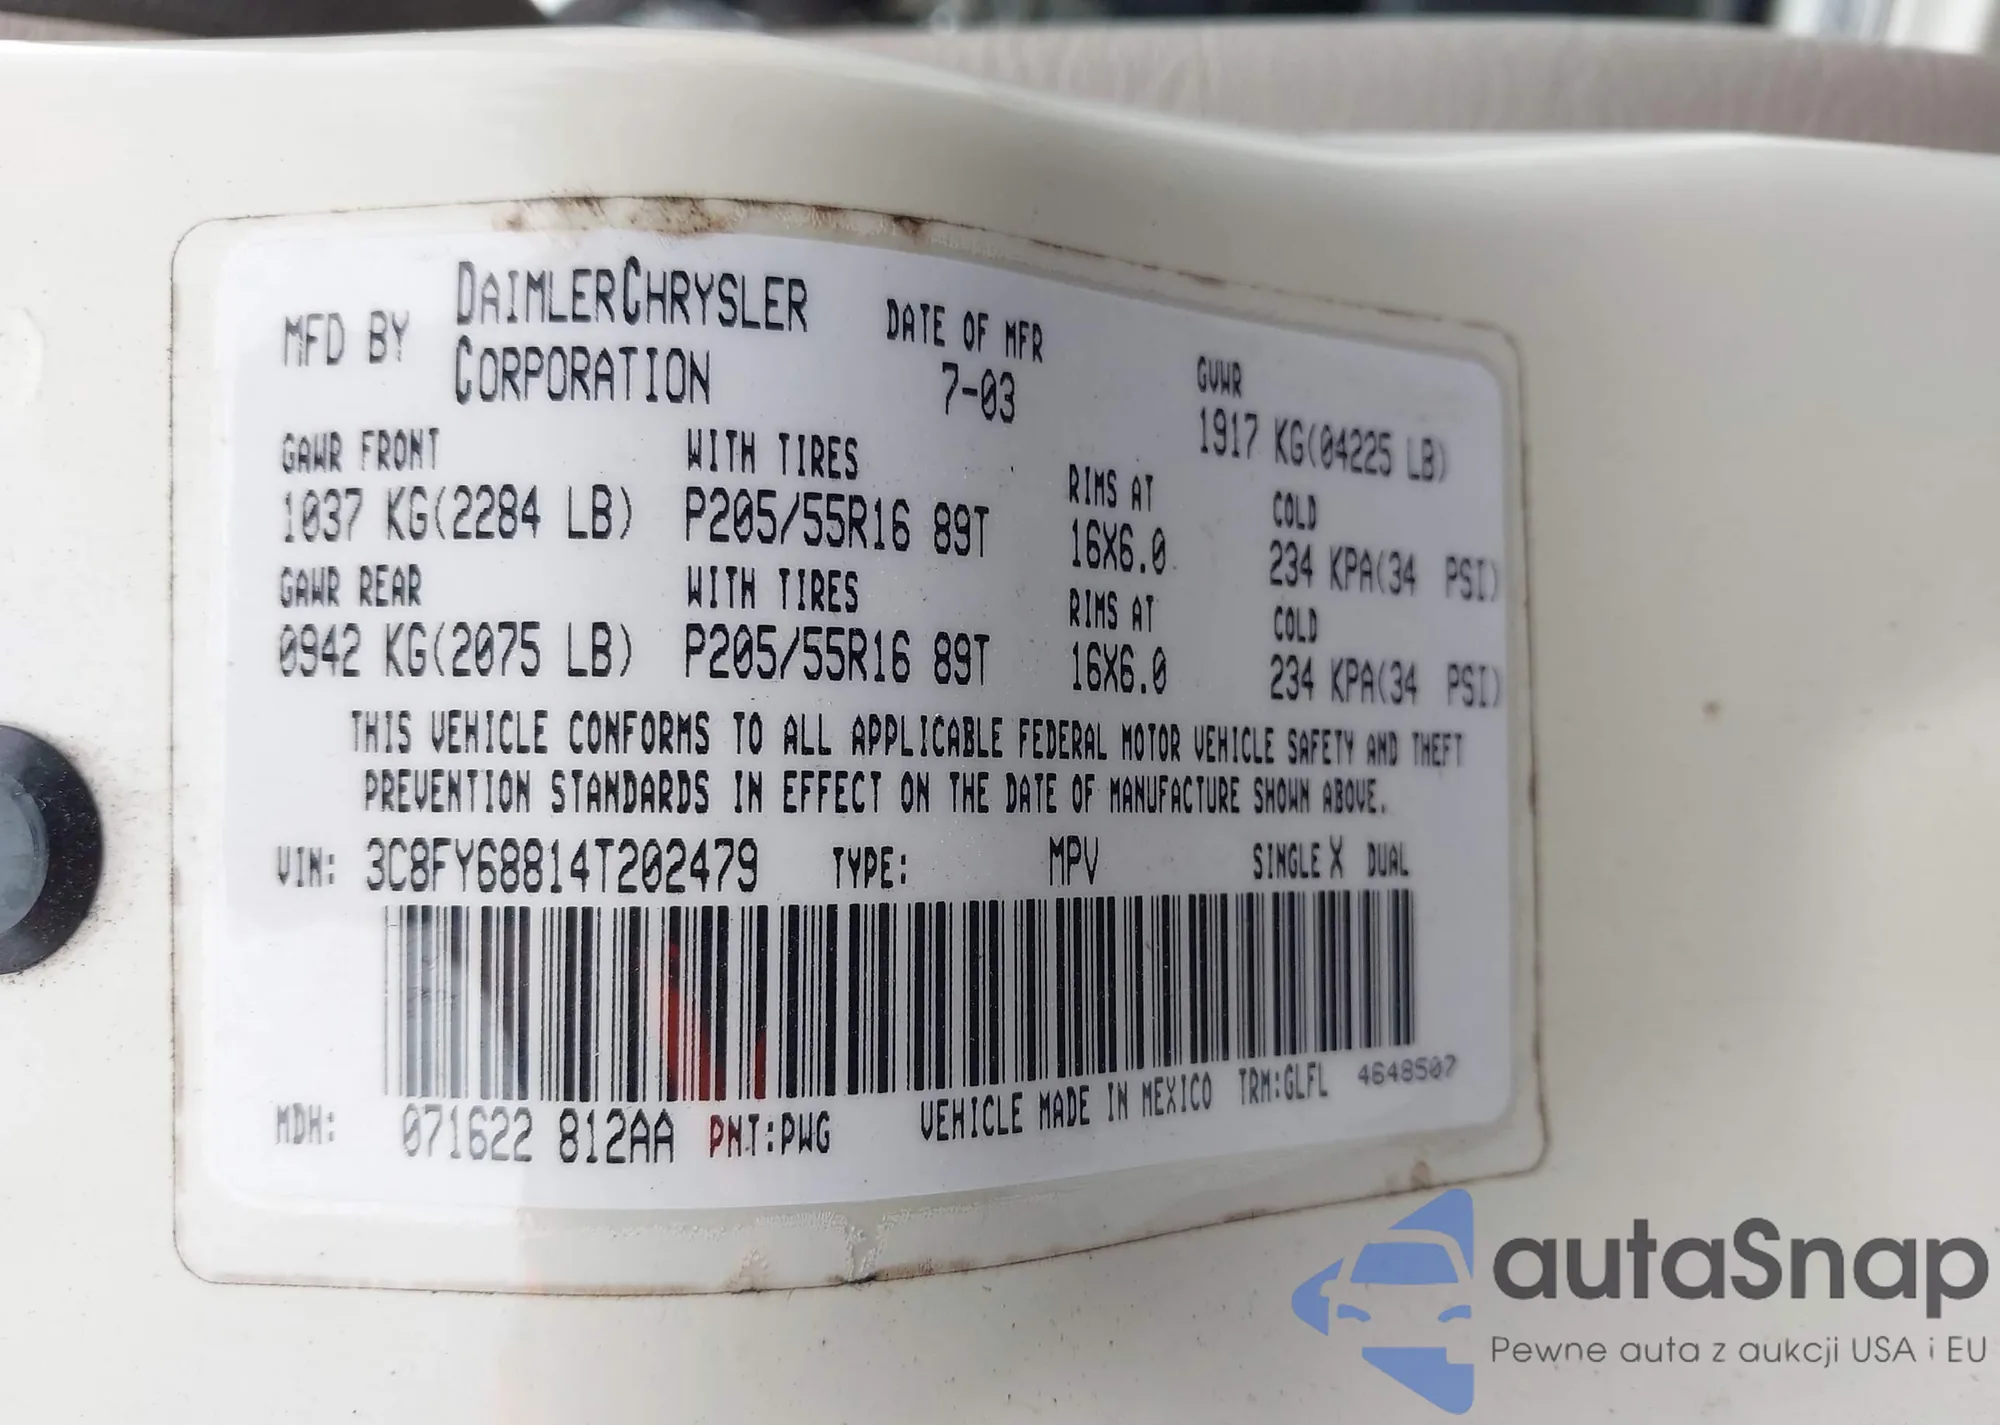 MFD BY DAIMLERCHRYSLER CORPORATION DATE OF MFR 7-03 GVWR
1917 KG(04225 LB)
GAWR FRONT WITH TIRES RIMS AT COLD
1037 KG(2284 LB) P205/55R16 89T 16X6.0 234 KPA(34 PSI)
GAWR REAR WITH TIRES RIMS AT COLD
0942 KG(2075 LB) P205/55R16 89T 16X6.0 234 KPA(34 PSI)
THIS VEHICLE CONFORMS TO ALL APPLICABLE FEDERAL MOTOR VEHICLE SAFETY AND THEFT
PREVENTION STANDARDS IN EFFECT ON THE DATE OF MANUFACTURE SHOWN ABOVE.
VIN: 3C8FY68814T202479 TYPE: MPV SINGLE X DUAL
MDH: 071622 812AA PNT:PWG VEHICLE MADE IN MEXICO TRM:GLFL 4648507
autaSnap
Pewne auta z aukcji USA i EU